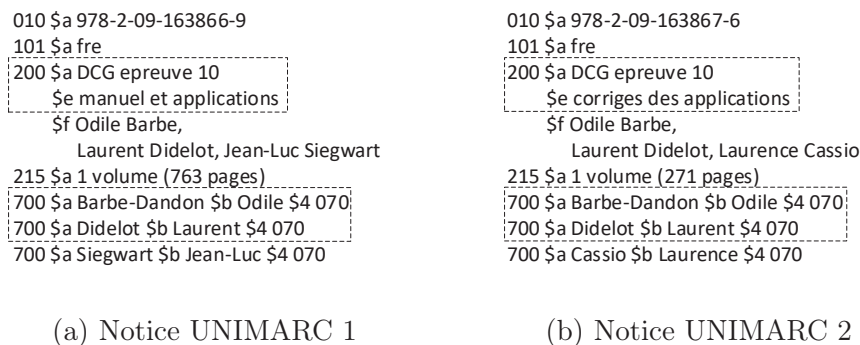 010 $a 978-2-09-163866-9
101 $a fre
200 $a DCG epreuve 10
$e manuel et applications
$f Odile Barbe,
Laurent Didelot, Jean-Luc Siegwart
215 $a 1 volume (763 pages)
700 $a Barbe-Dandon $b Odile $4 070
700 $a Didelot $b Laurent $4 070
700 $a Siegwart $b Jean-Luc $4 070
(a) Notice UNIMARC 1
010 $a 978-2-09-163867-6
101 $a fre
200 $a DCG epreuve 10
$e corriges des applications
$f Odile Barbe,
Laurent Didelot, Laurence Cassio
215 $a 1 volume (271 pages)
700 $a Barbe-Dandon $b Odile $4 070
700 $a Didelot $b Laurent $4 070
700 $a Cassio $b Laurence $4 070
(b) Notice UNIMARC 2